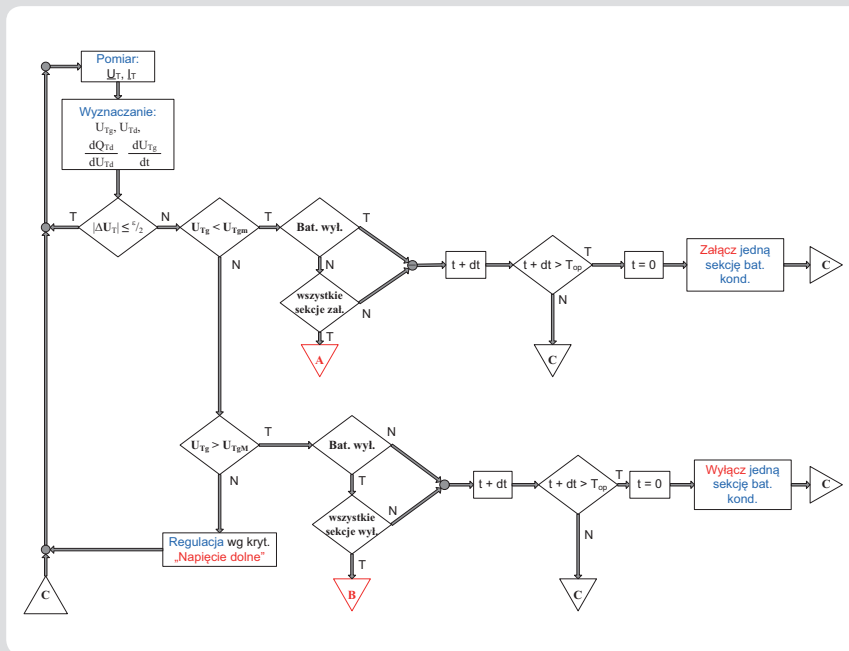 Pomiar:
U_T, I_T
Wyznaczanie:
U_Tg, U_Td,
dQ_Td dU_Tg
dU_Td dt
T
|ΔU_T| ≤ ε/2
N
U_Tg < U_Tgm
T
Bat. wył.
T
N
N
wszystkie
sekcje zał.
N
T
A
t + dt
t + dt > T_op
T
N
C
t = 0
Załącz jedną
sekcję bat.
kond.
C
U_Tg > U_TgM
T
N
Bat. wył.
N
T
wszystkie
sekcje wył.
N
T
B
t + dt
t + dt > T_op
T
N
C
t = 0
Wyłącz jedną
sekcję bat.
kond.
C
Regulacja wg kryt.
„Napięcie dolne”
C